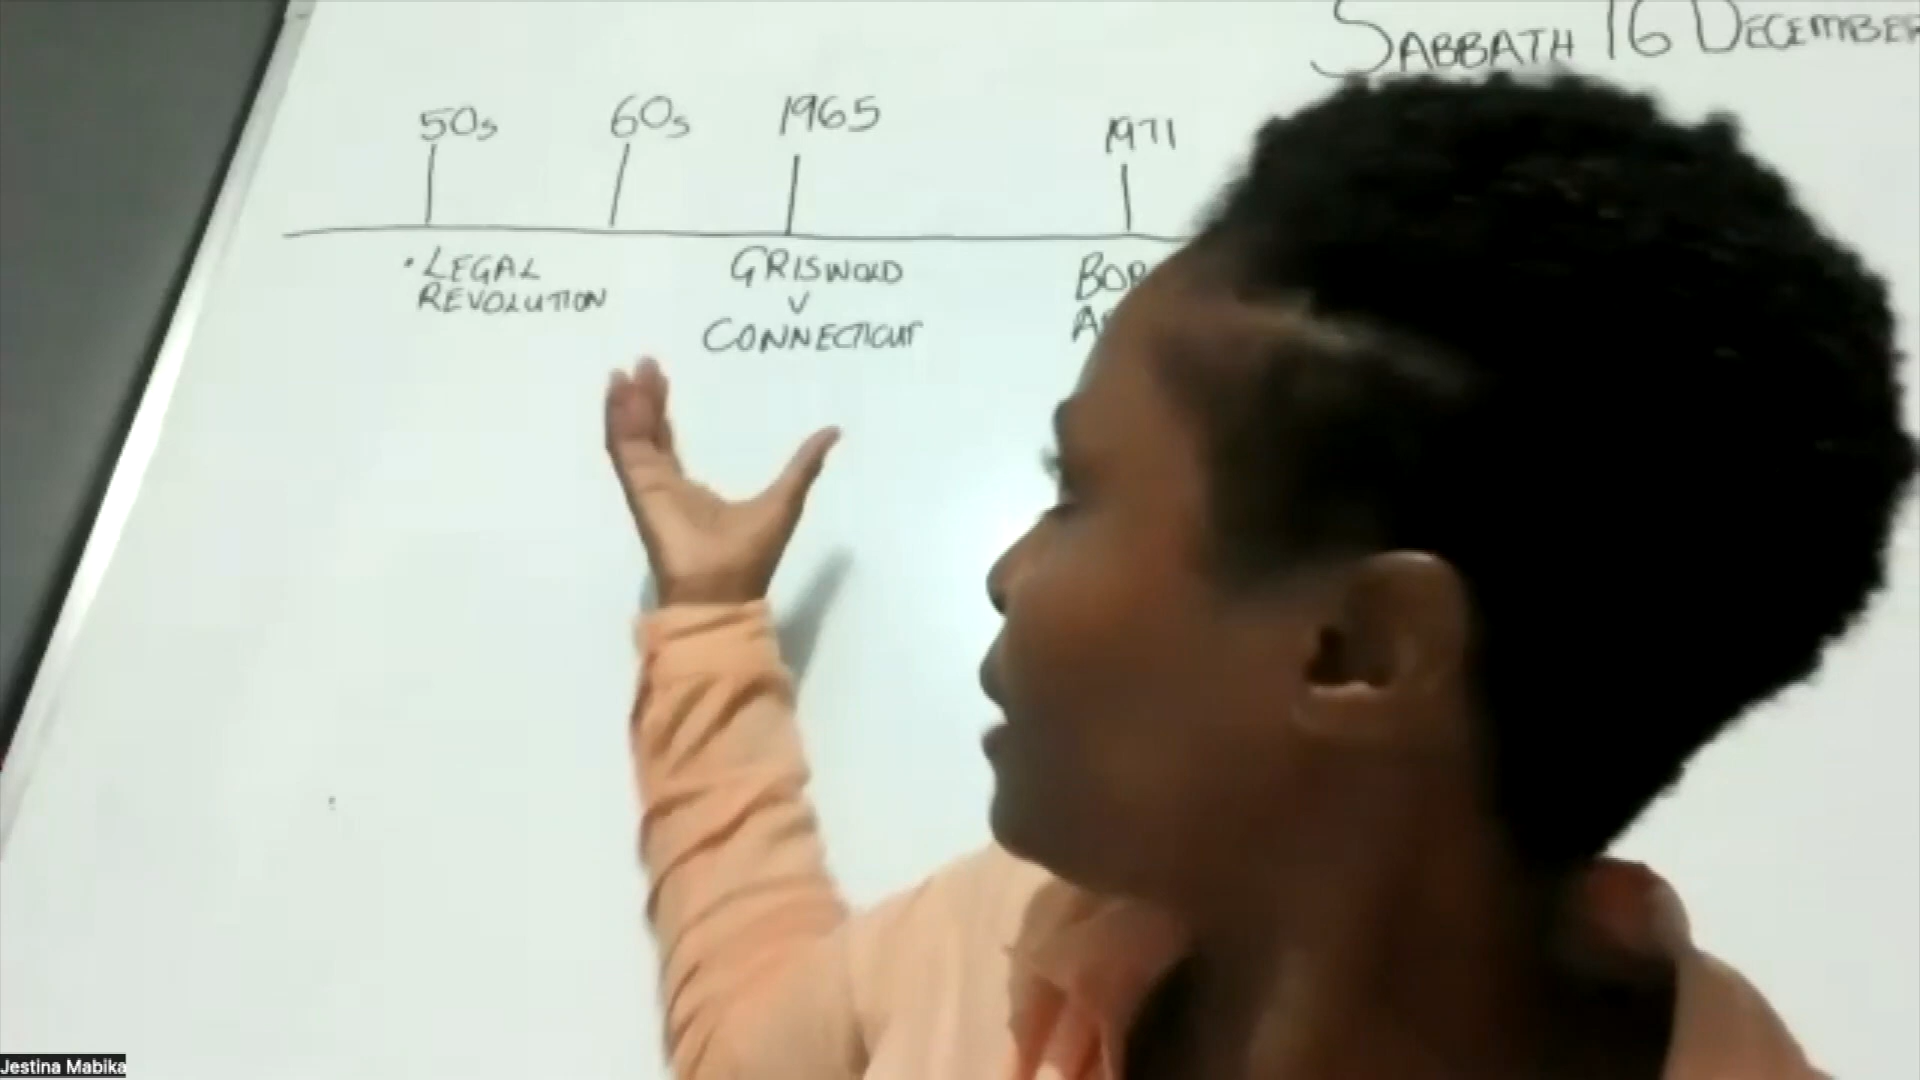 SABBATH 16 DECEMBER
50s 60s 1965 1971
• LEGAL
REVOLUTION
GRISWOLD
V
CONNECTICUT
Jestina Mabika